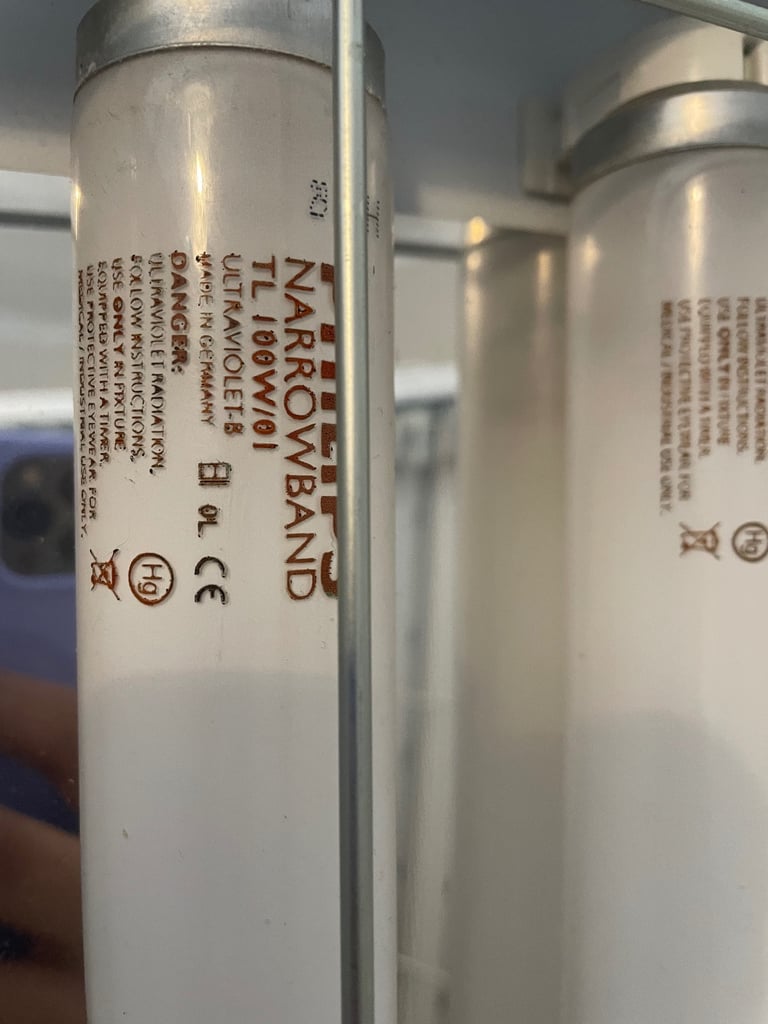 PHILIPS
NARROWBAND
TL 100W/01
ULTRAVIOLET-B
MADE IN GERMANY
OL
CE
DANGER:
ULTRAVIOLET RADIATION.
FOLLOW INSTRUCTIONS.
USE ONLY IN FIXTURE
EQUIPPED WITH A TIMER.
USE PROTECTIVE EYEWEAR FOR
MEDICAL / INDUSTRIAL USE ONLY.
Hg
ULTRAVIOLET RADIATION.
FOLLOW INSTRUCTIONS.
USE ONLY IN FIXTURE
EQUIPPED WITH A TIMER.
USE PROTECTIVE EYEWEAR FOR
MEDICAL / INDUSTRIAL USE ONLY.
Hg